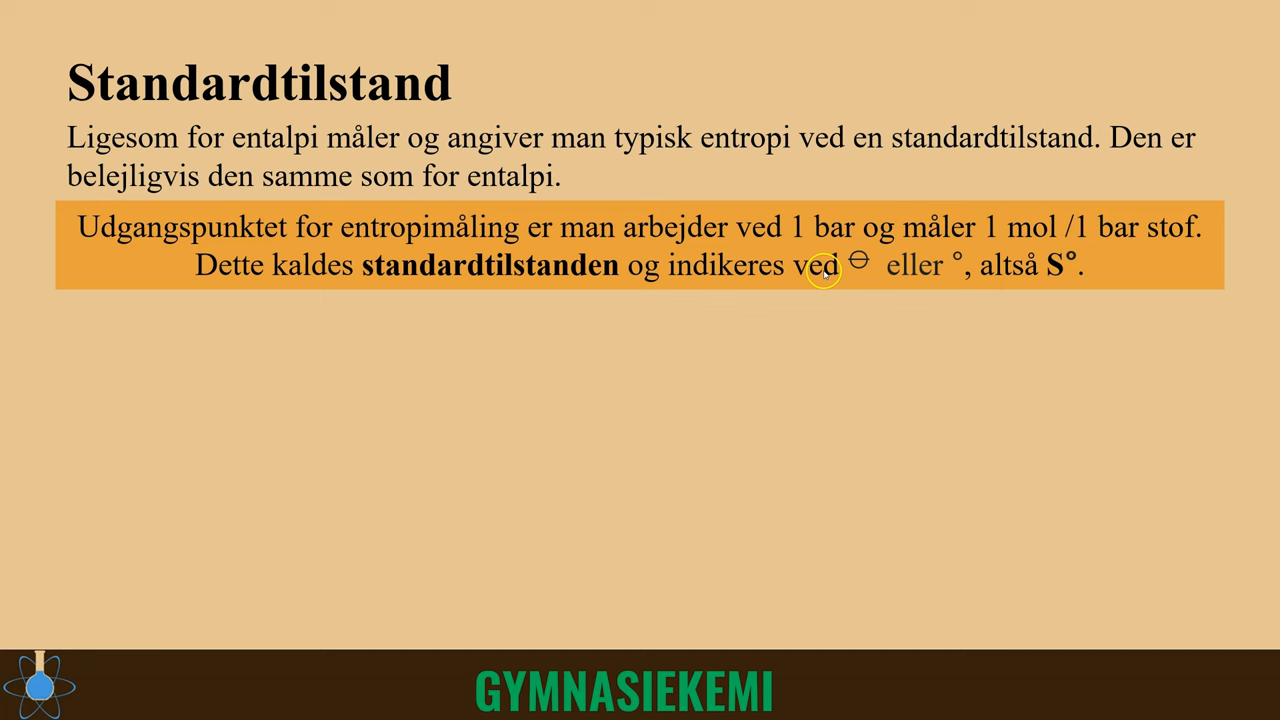 Standardtilstand
Ligesom for entalpi måler og angiver man typisk entropi ved en standardtilstand. Den er
belejligvis den samme som for entalpi.
Udgangspunktet for entropimåling er man arbejder ved 1 bar og måler 1 mol /1 bar stof.
Dette kaldes standardtilstanden og indikeres ved ⊖ eller °, altså S°.
GYMNASIEKEMI